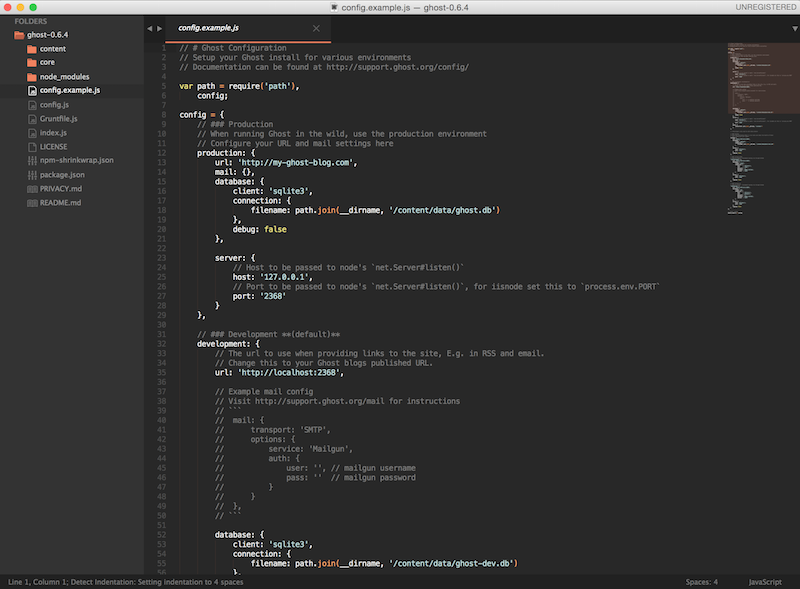 config.example.js — ghost-0.6.4
UNREGISTERED
FOLDERS
ghost-0.6.4
content
core
node_modules
config.example.js
config.js
Gruntfile.js
index.js
LICENSE
npm-shrinkwrap.json
package.json
PRIVACY.md
README.md
config.example.js
1 // # Ghost Configuration
2 // Setup your Ghost install for various environments
3 // Documentation can be found at http://support.ghost.org/config/
4
5 var path = require('path'),
6 config;
7
8 config = {
9 // ### Production
10 // When running Ghost in the wild, use the production environment
11 // Configure your URL and mail settings here
12 production: {
13 url: 'http://my-ghost-blog.com',
14 mail: {},
15 database: {
16 client: 'sqlite3',
17 connection: {
18 filename: path.join(__dirname, '/content/data/ghost.db')
19 },
20 debug: false
21 },
22
23 server: {
24 // Host to be passed to node's `net.Server#listen()`
25 host: '127.0.0.1',
26 // Port to be passed to node's `net.Server#listen()`, for iisnode set this to `process.env.PORT`
27 port: '2368'
28 }
29 },
30
31 // ### Development **(default)**
32 development: {
33 // The url to use when providing links to the site, E.g. in RSS and email.
34 // Change this to your Ghost blogs published URL.
35 url: 'http://localhost:2368',
36
37 // Example mail config
38 // Visit http://support.ghost.org/mail for instructions
39 // ```
40 // mail: {
41 // transport: 'SMTP',
42 // options: {
43 // service: 'Mailgun',
44 // auth: {
45 // user: '', // mailgun username
46 // pass: '' // mailgun password
47 // }
48 // }
49 // },
50 // ```
51
52 database: {
53 client: 'sqlite3',
54 connection: {
55 filename: path.join(__dirname, '/content/data/ghost-dev.db')
56 },
Line 1, Column 1; Detect Indentation: Setting indentation to 4 spaces
Spaces: 4
JavaScript